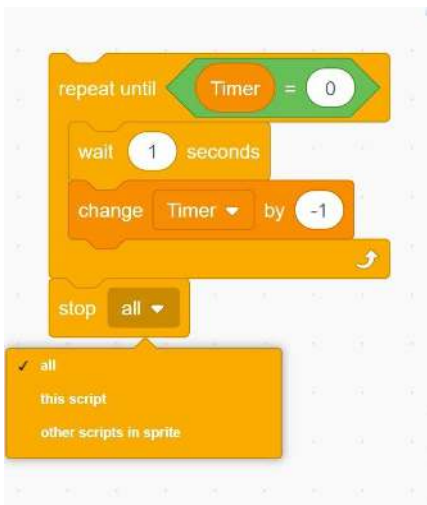 repeat until Timer = 0
wait 1 seconds
change Timer by -1
stop all
✓ all
this script
other scripts in sprite